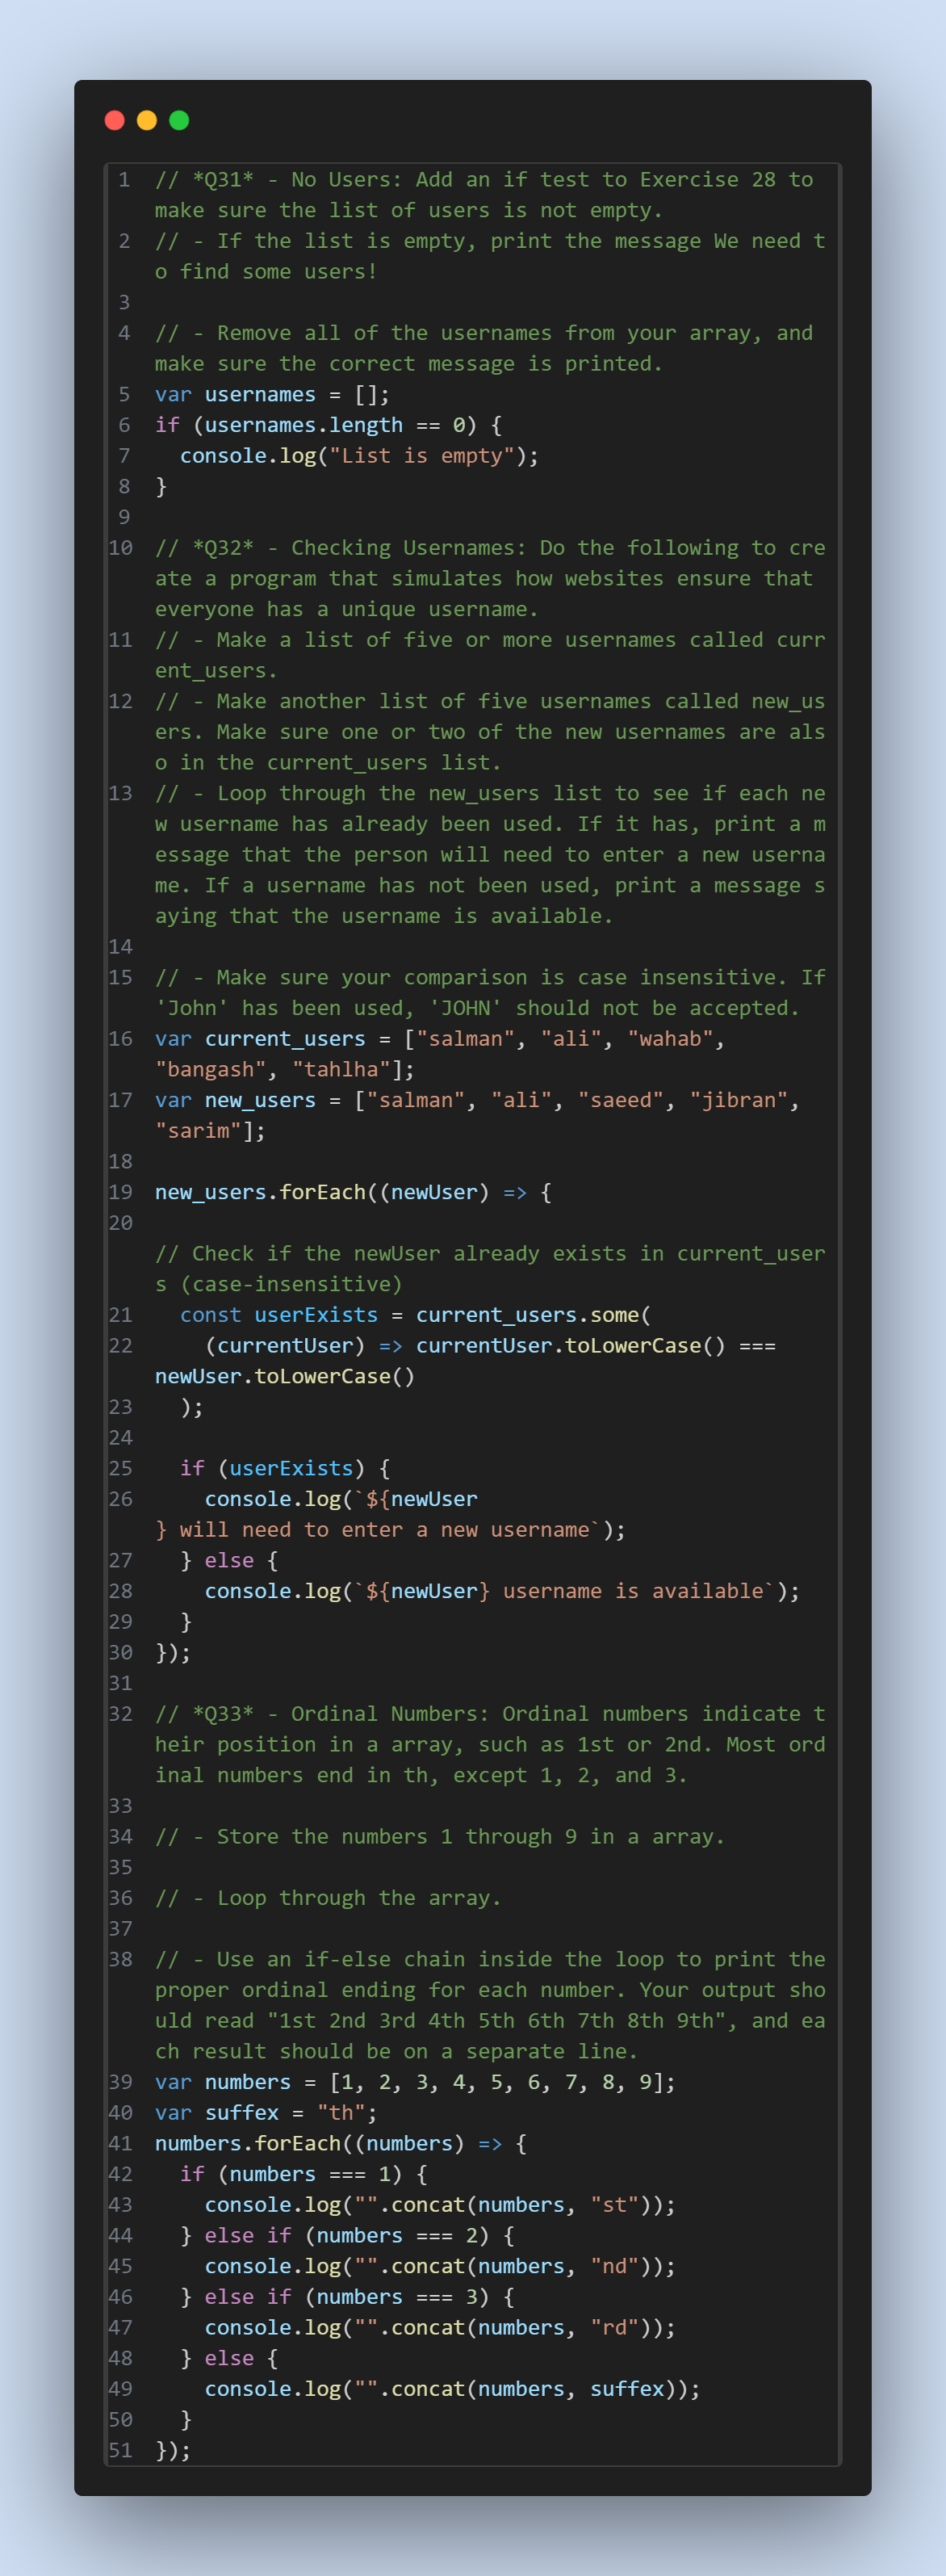 1 // *Q31* - No Users: Add an if test to Exercise 28 to
make sure the list of users is not empty.
2 // - If the list is empty, print the message We need t
o find some users!
3
4 // - Remove all of the usernames from your array, and
make sure the correct message is printed.
5 var usernames = [];
6 if (usernames.length == 0) {
7   console.log("List is empty");
8 }
9
10 // *Q32* - Checking Usernames: Do the following to cre
ate a program that simulates how websites ensure that
everyone has a unique username.
11 // - Make a list of five or more usernames called curr
ent_users.
12 // - Make another list of five usernames called new_us
ers. Make sure one or two of the new usernames are als
o in the current_users list.
13 // - Loop through the new_users list to see if each ne
w username has already been used. If it has, print a m
essage that the person will need to enter a new userna
me. If a username has not been used, print a message s
aying that the username is available.
14
15 // - Make sure your comparison is case insensitive. If
'John' has been used, 'JOHN' should not be accepted.
16 var current_users = ["salman", "ali", "wahab",
"bangash", "tahlha"];
17 var new_users = ["salman", "ali", "saeed", "jibran",
"sarim"];
18
19 new_users.forEach((newUser) => {
20
// Check if the newUser already exists in current_user
s (case-insensitive)
21   const userExists = current_users.some(
22     (currentUser) => currentUser.toLowerCase() ===
newUser.toLowerCase()
23   );
24
25   if (userExists) {
26     console.log(`${newUser
} will need to enter a new username`);
27   } else {
28     console.log(`${newUser} username is available`);
29   }
30 });
31
32 // *Q33* - Ordinal Numbers: Ordinal numbers indicate t
heir position in a array, such as 1st or 2nd. Most ord
inal numbers end in th, except 1, 2, and 3.
33
34 // - Store the numbers 1 through 9 in a array.
35
36 // - Loop through the array.
37
38 // - Use an if-else chain inside the loop to print the
proper ordinal ending for each number. Your output sho
uld read "1st 2nd 3rd 4th 5th 6th 7th 8th 9th", and ea
ch result should be on a separate line.
39 var numbers = [1, 2, 3, 4, 5, 6, 7, 8, 9];
40 var suffex = "th";
41 numbers.forEach((numbers) => {
42   if (numbers === 1) {
43     console.log("".concat(numbers, "st"));
44   } else if (numbers === 2) {
45     console.log("".concat(numbers, "nd"));
46   } else if (numbers === 3) {
47     console.log("".concat(numbers, "rd"));
48   } else {
49     console.log("".concat(numbers, suffex));
50   }
51 });